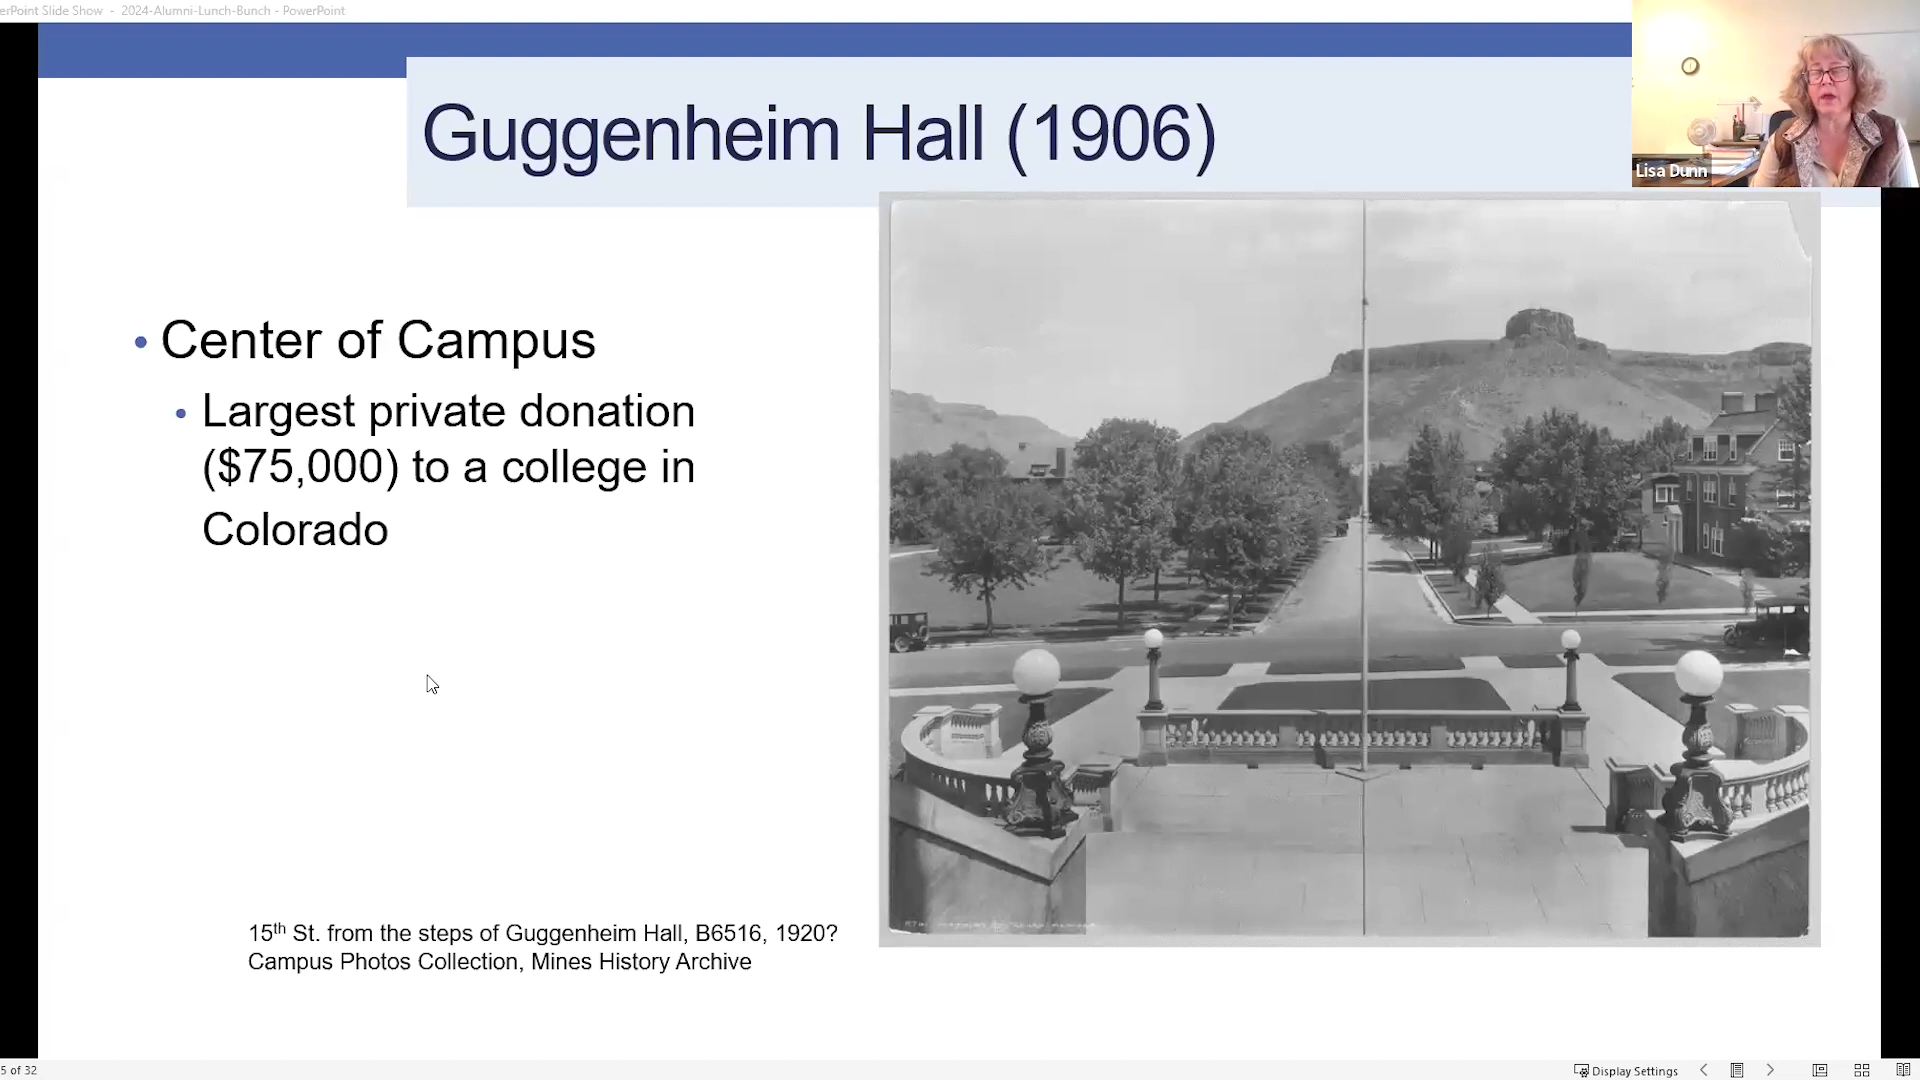 erPoint Slide Show - 2024-Alumni-Lunch-Bunch - PowerPoint
Guggenheim Hall (1906)
Lisa Dunn
• Center of Campus
• Largest private donation
($75,000) to a college in
Colorado
15th St. from the steps of Guggenheim Hall, B6516, 1920?
Campus Photos Collection, Mines History Archive
5 of 32
Display Settings